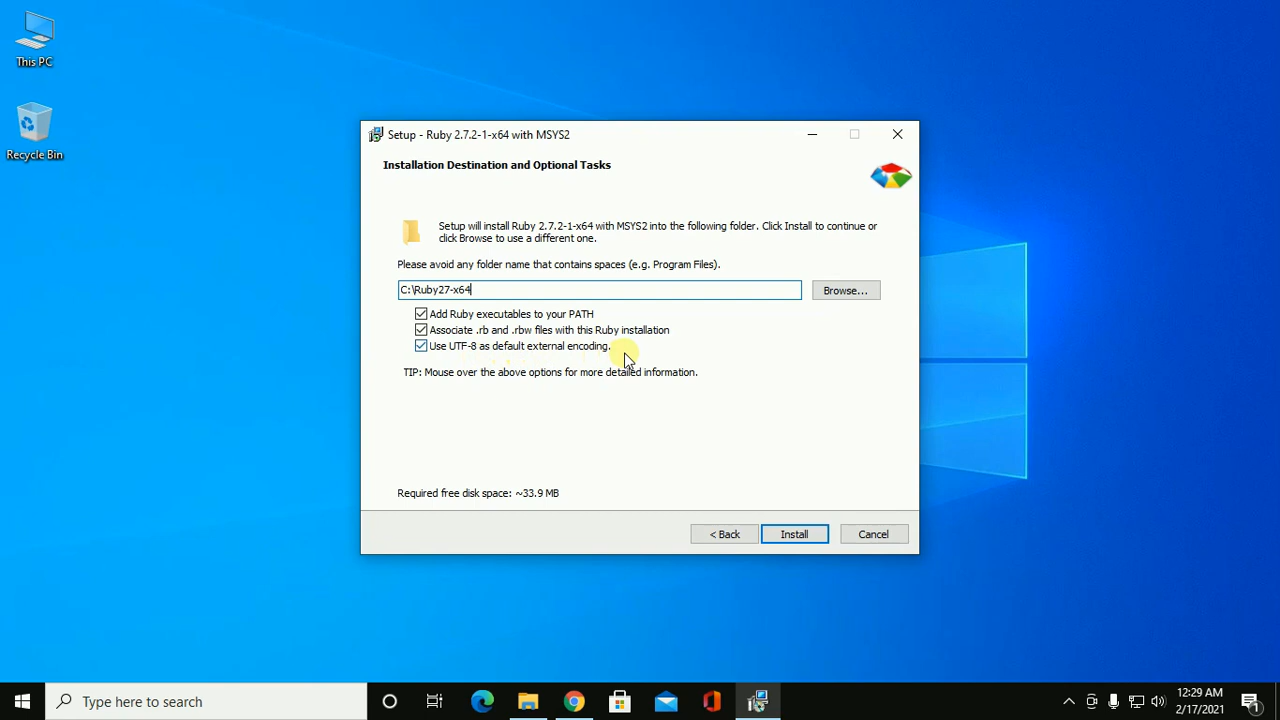 This PC
Recycle Bin
Setup - Ruby 2.7.2-1-x64 with MSYS2
Installation Destination and Optional Tasks
Setup will install Ruby 2.7.2-1-x64 with MSYS2 into the following folder. Click Install to continue or
click Browse to use a different one.
Please avoid any folder name that contains spaces (e.g. Program Files).
C:\Ruby27-x64
Browse...
Add Ruby executables to your PATH
Associate .rb and .rbw files with this Ruby installation
Use UTF-8 as default external encoding.
TIP: Mouse over the above options for more detailed information.
Required free disk space: ~33.9 MB
< Back
Install
Cancel
Type here to search
12:29 AM
2/17/2021
1